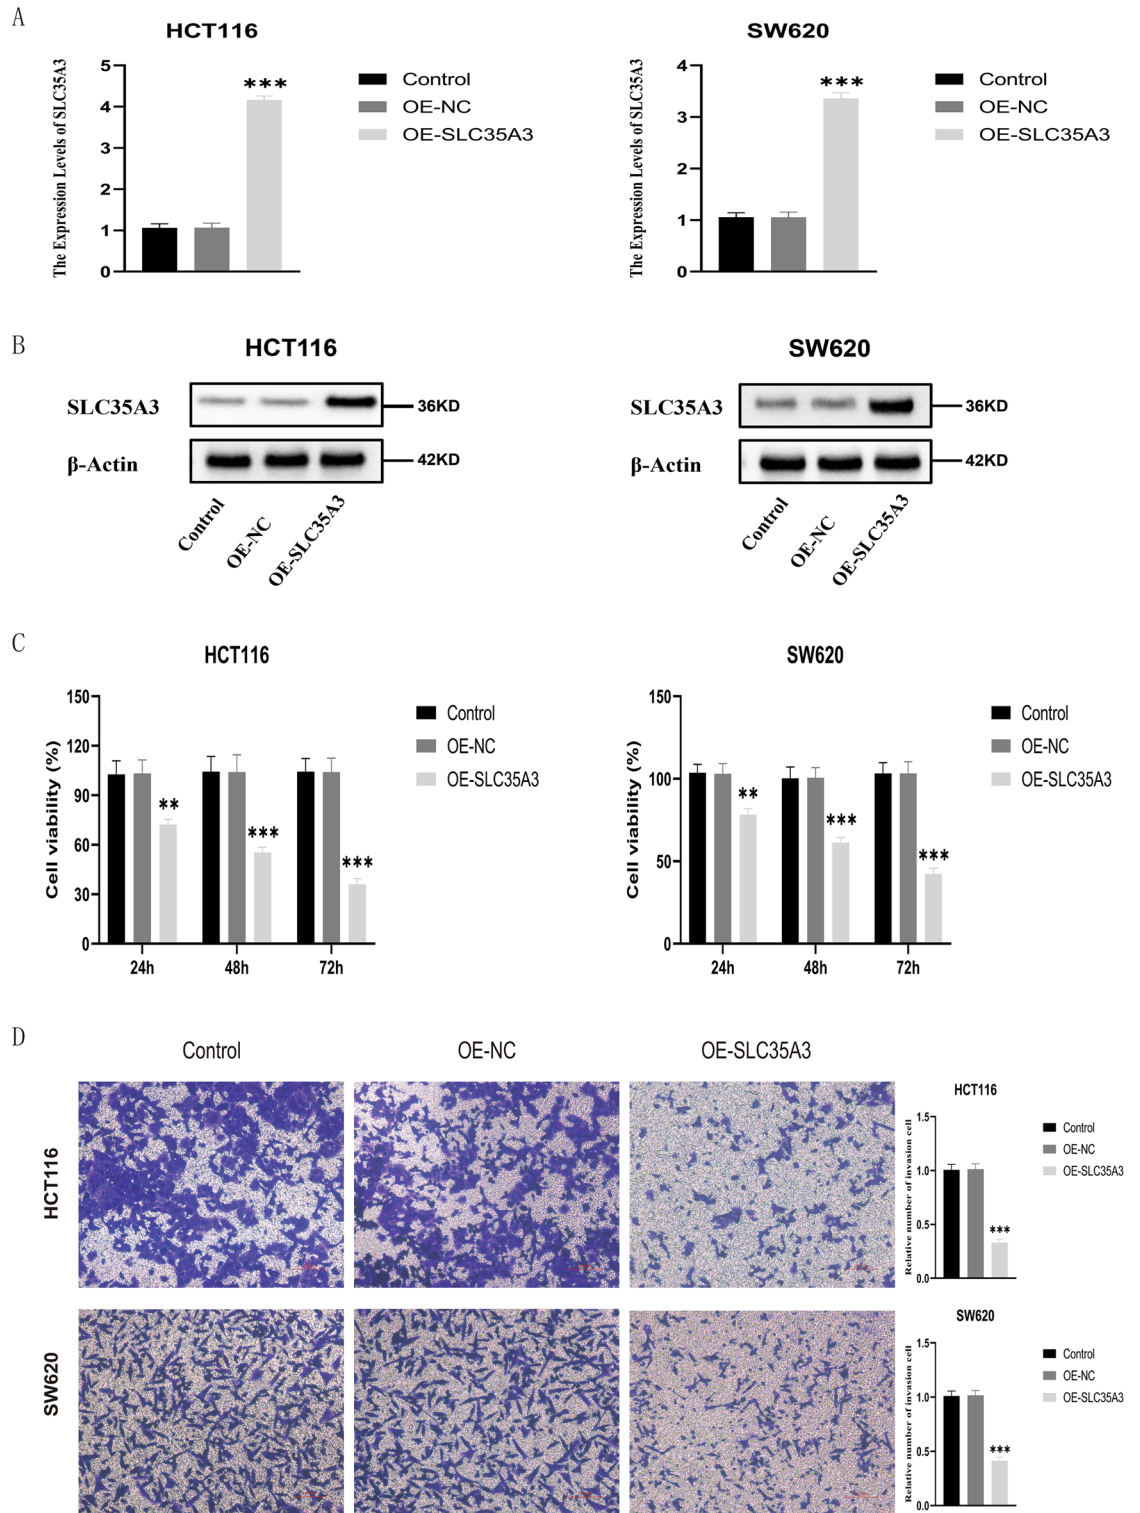 A
HCT116
The Expression Levels of SLC35A3
5
4
3
2
1
0
***
Control
OE-NC
OE-SLC35A3
SW620
The Expression Levels of SLC35A3
4
3
2
1
0
***
Control
OE-NC
OE-SLC35A3
B
HCT116
SLC35A3
36KD
β-Actin
42KD
Control
OE-NC
OE-SLC35A3
SW620
SLC35A3
36KD
β-Actin
42KD
Control
OE-NC
OE-SLC35A3
C
HCT116
Cell viability (%)
150
120
90
60
30
0
**
***
***
24h 48h 72h
Control
OE-NC
OE-SLC35A3
SW620
Cell viability (%)
150
100
50
0
**
***
***
24h 48h 72h
Control
OE-NC
OE-SLC35A3
D
Control OE-NC OE-SLC35A3
HCT116
HCT116
Relative number of invasion cell
1.5
1.0
0.5
0.0
***
Control
OE-NC
OE-SLC35A3
SW620
SW620
Relative number of invasion cell
1.5
1.0
0.5
0.0
***
Control
OE-NC
OE-SLC35A3